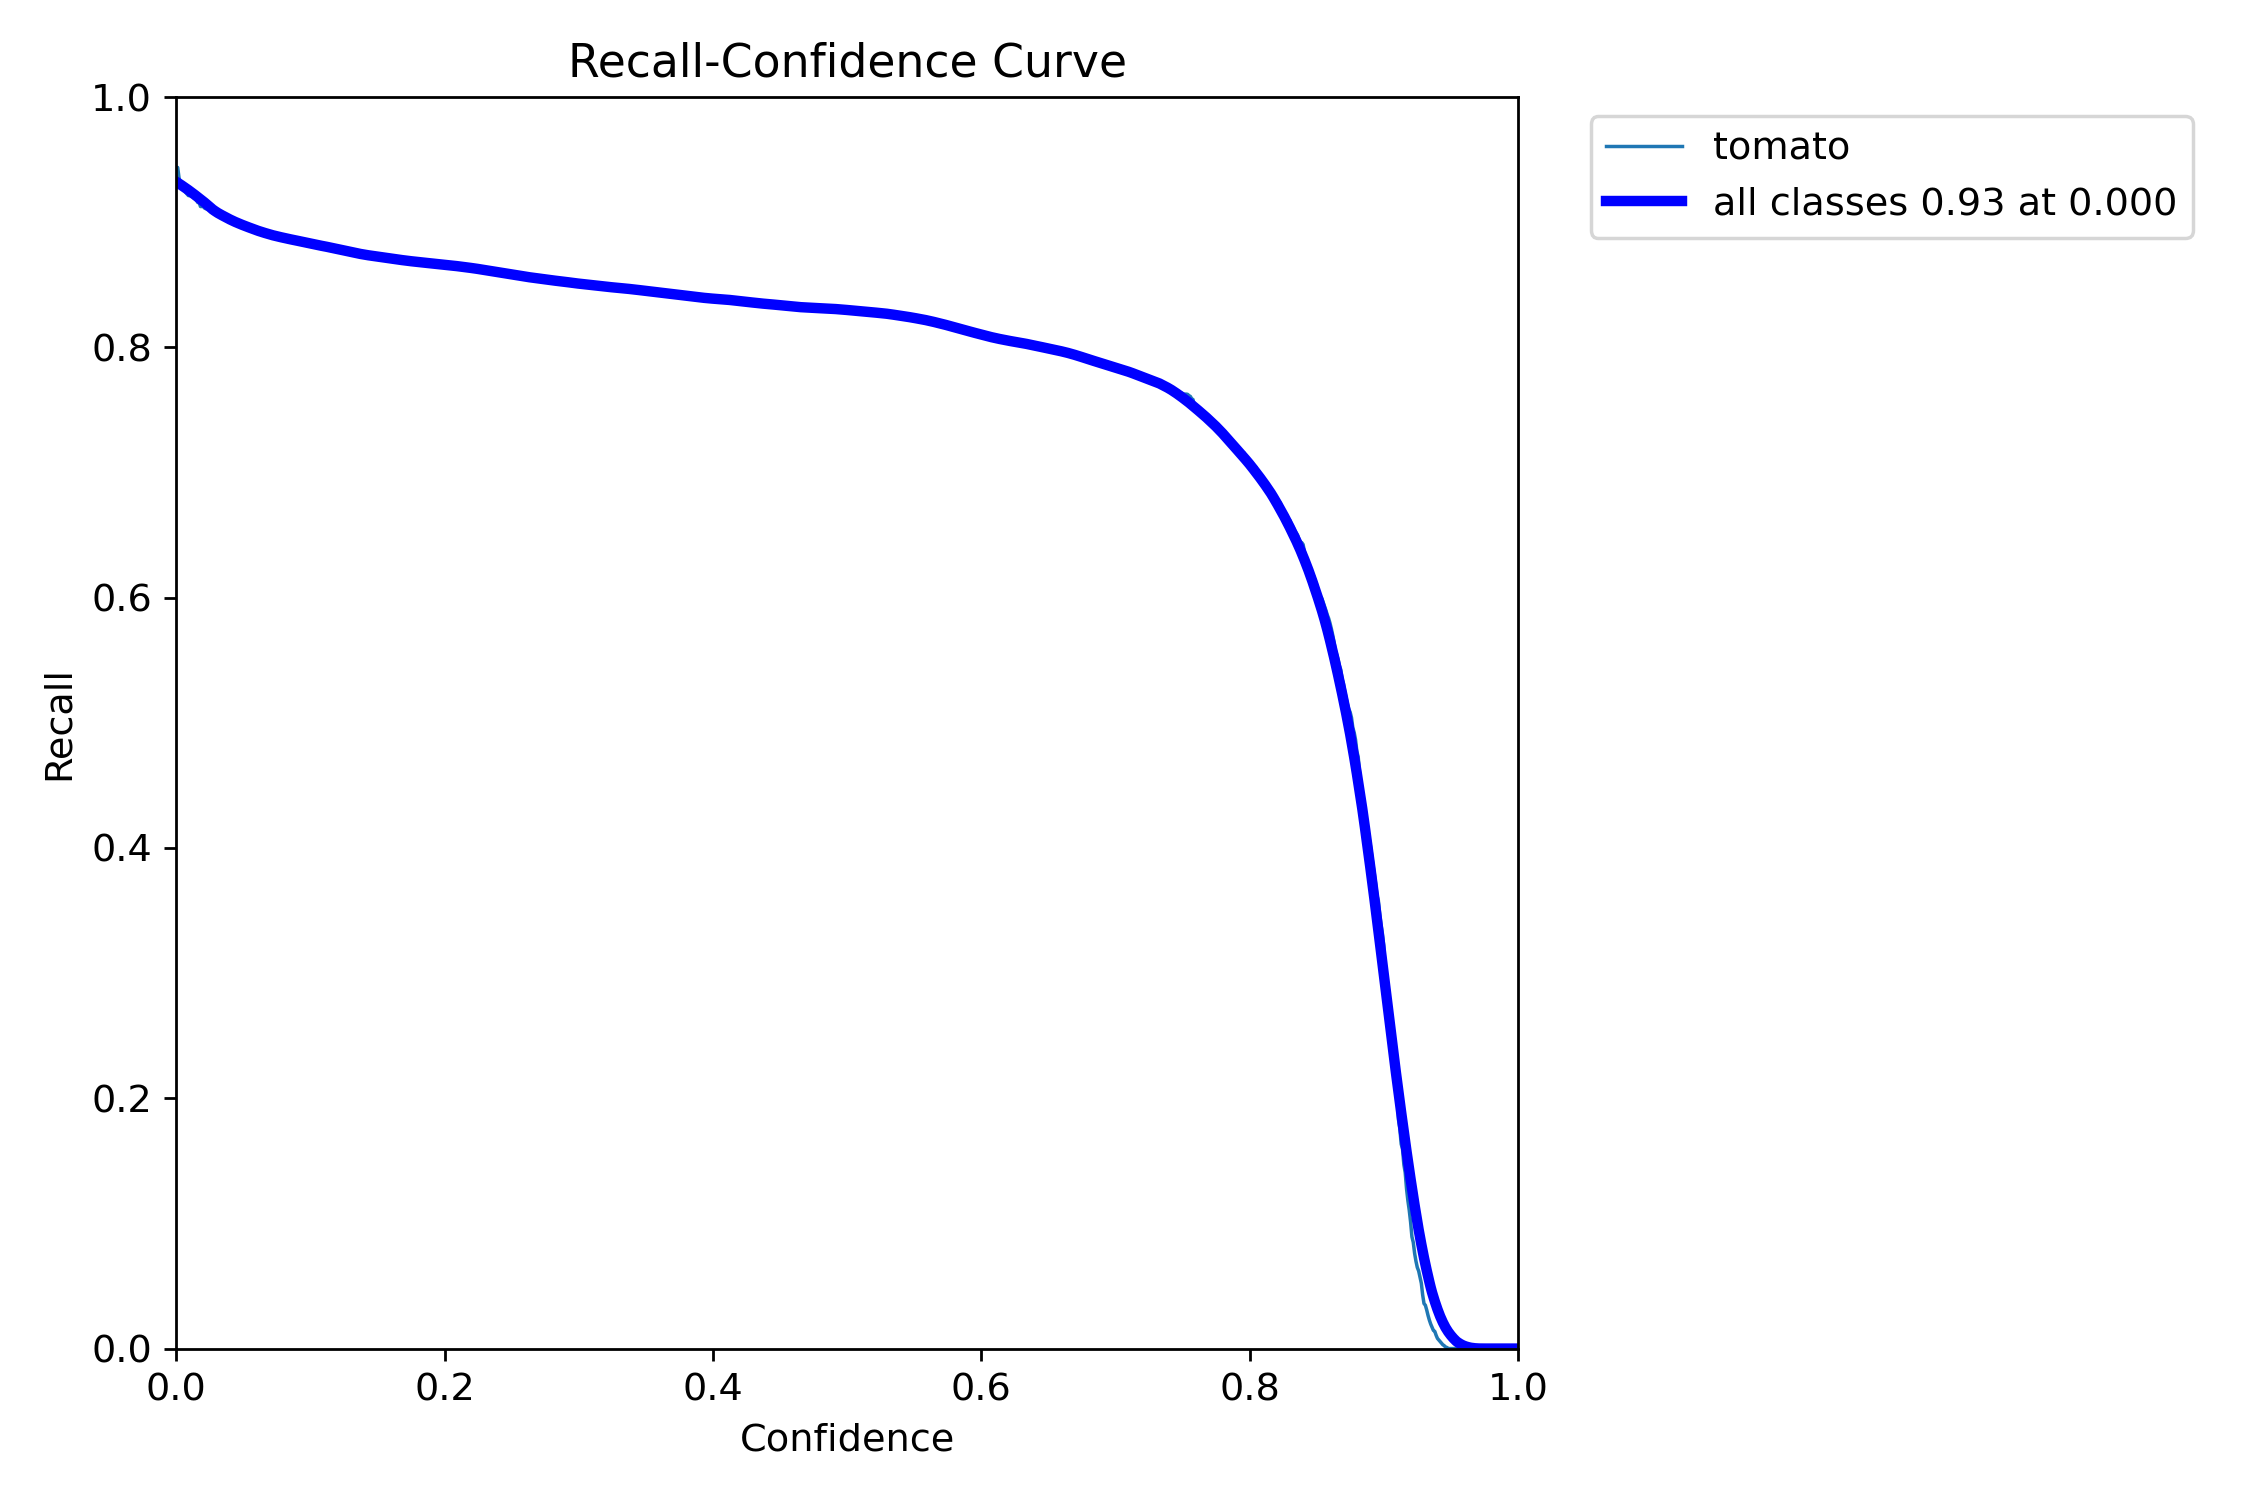 Recall-Confidence Curve
1.0
0.8
0.6
0.4
0.2
0.0
Recall
0.0 0.2 0.4 0.6 0.8 1.0
Confidence
tomato
all classes 0.93 at 0.000